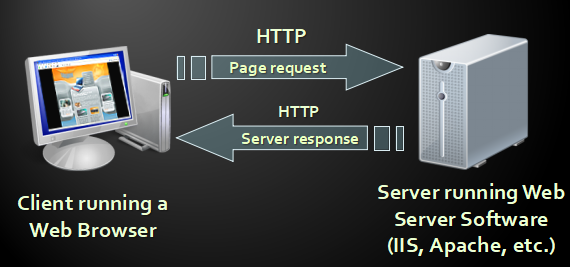 HTTP
Page request
HTTP
Server response
Client running a
Web Browser
Server running Web
Server Software
(IIS, Apache, etc.)